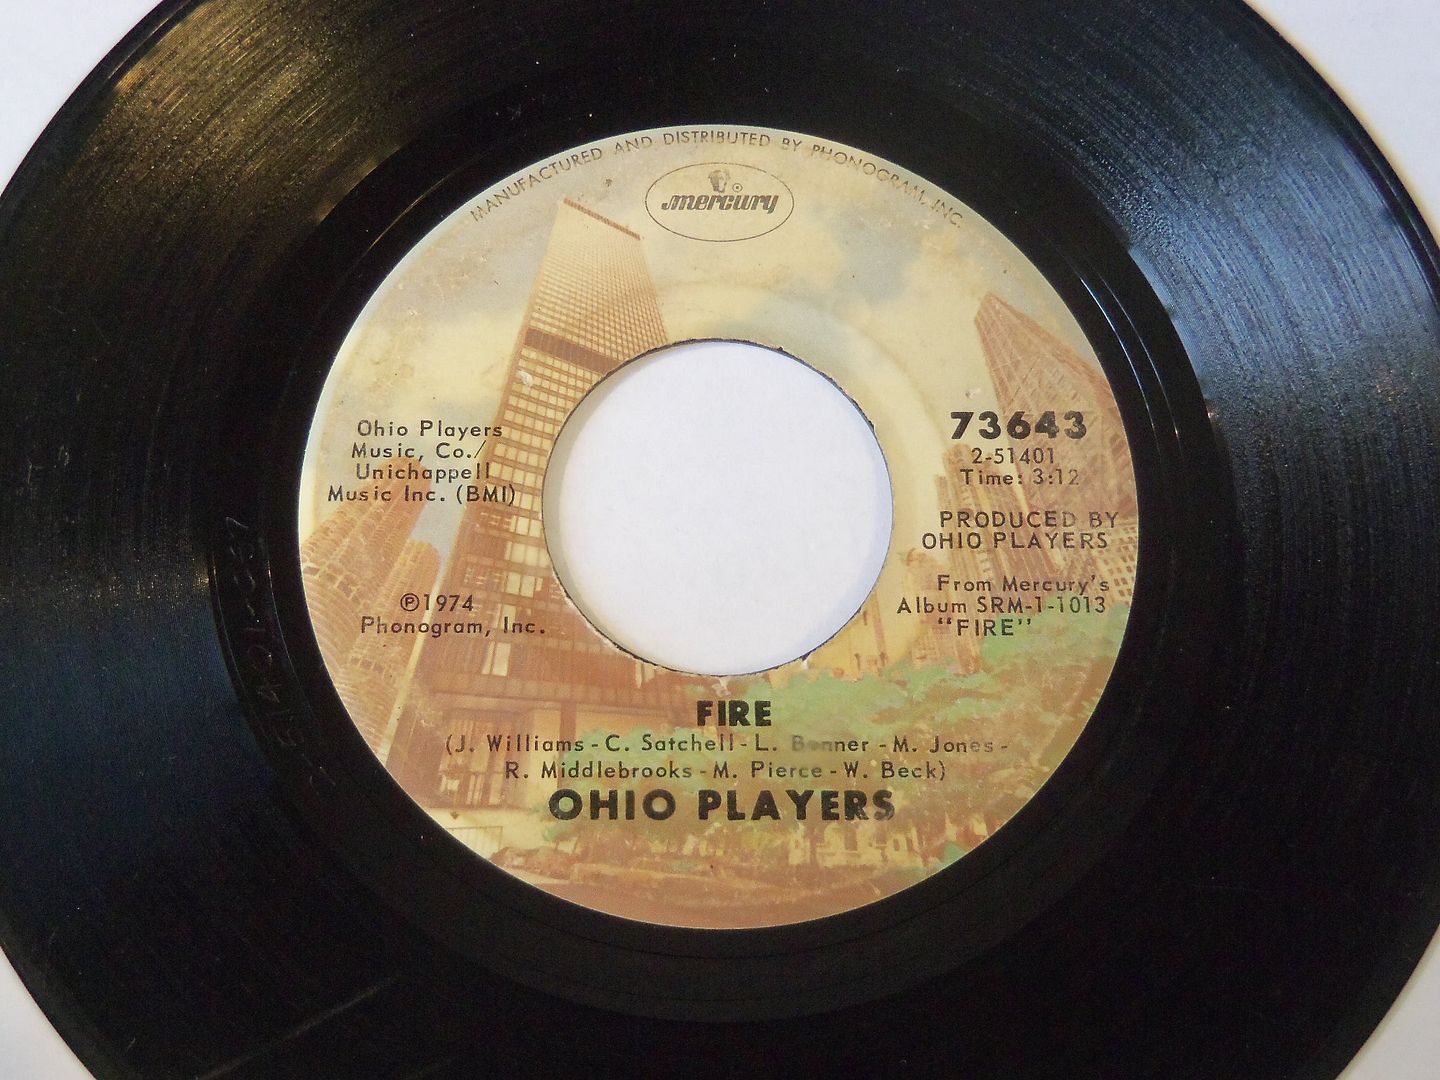 MANUFACTURED AND DISTRIBUTED BY PHONOGRAM, INC.
mercury
Ohio Players
Music, Co./
Unichappell
Music Inc. (BMI)
℗1974
Phonogram, Inc.
73643
2-51401
Time: 3:12
PRODUCED BY
OHIO PLAYERS
From Mercury's
Album SRM-1-1013
"FIRE"
FIRE
(J. Williams - C. Satchell - L. Bonner - M. Jones -
R. Middlebrooks - M. Pierce - W. Beck)
OHIO PLAYERS